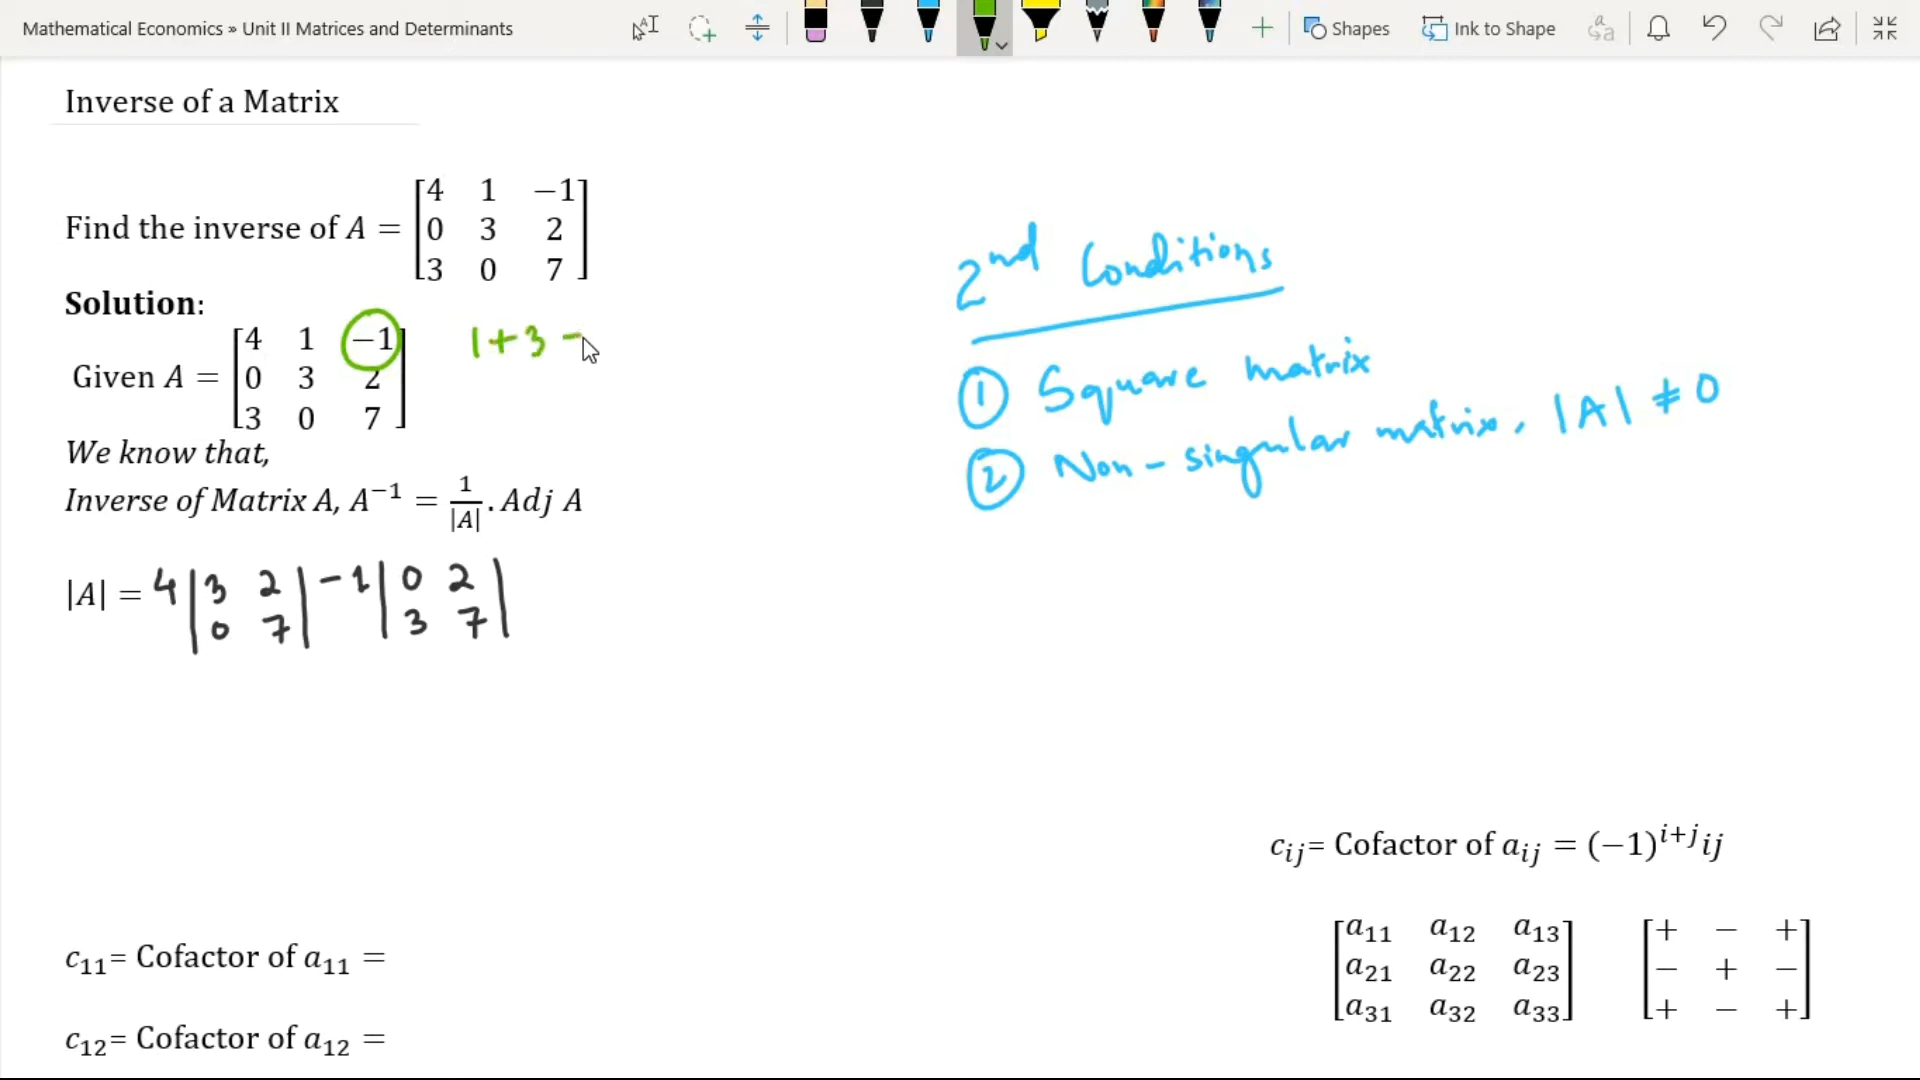 Mathematical Economics » Unit II Matrices and Determinants
Shapes
Ink to Shape
Inverse of a Matrix
Find the inverse of A = [4 1 −1
0 3 2
3 0 7]
Solution:
Given A = [4 1 −1
0 3 2
3 0 7]
1+3 −
We know that,
Inverse of Matrix A, A⁻¹ = 1/|A| . Adj A
|A| = 4 |3 2| −1 |0 2|
|0 7| |3 7|
2nd Conditions
① Square matrix
② Non-singular matrix, |A| ≠ 0
cᵢⱼ= Cofactor of aᵢⱼ = (−1)ⁱ⁺ʲij
[a₁₁ a₁₂ a₁₃
a₂₁ a₂₂ a₂₃
a₃₁ a₃₂ a₃₃]
[+ − +
− + −
+ − +]
c₁₁= Cofactor of a₁₁ =
c₁₂= Cofactor of a₁₂ =